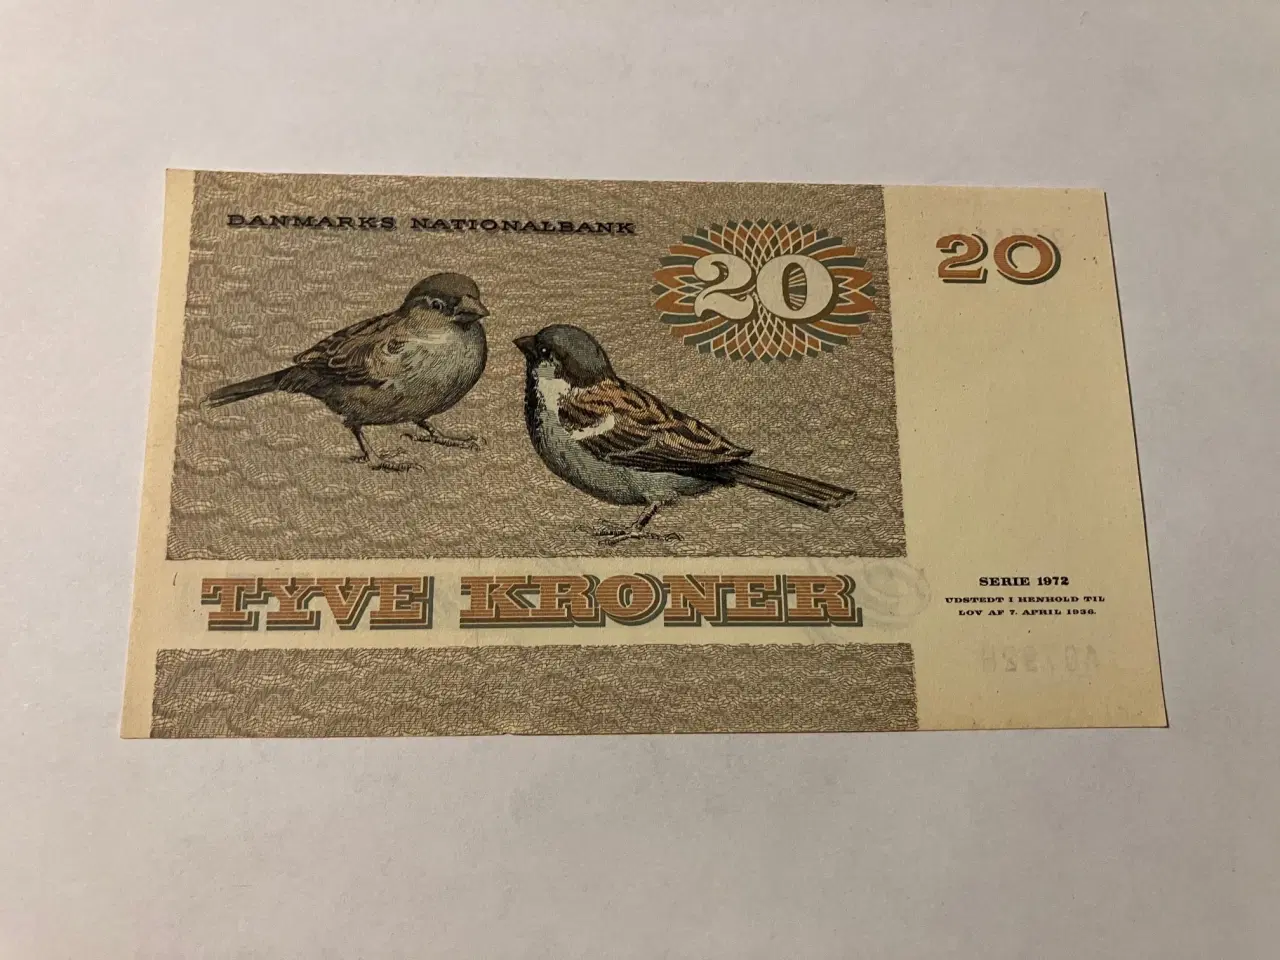 DANMARKS NATIONALBANK
20
20
TYVE KRONER
SERIE 1972
UDSTEDT I HENHOLD TIL
LOV AF 7. APRIL 1936.